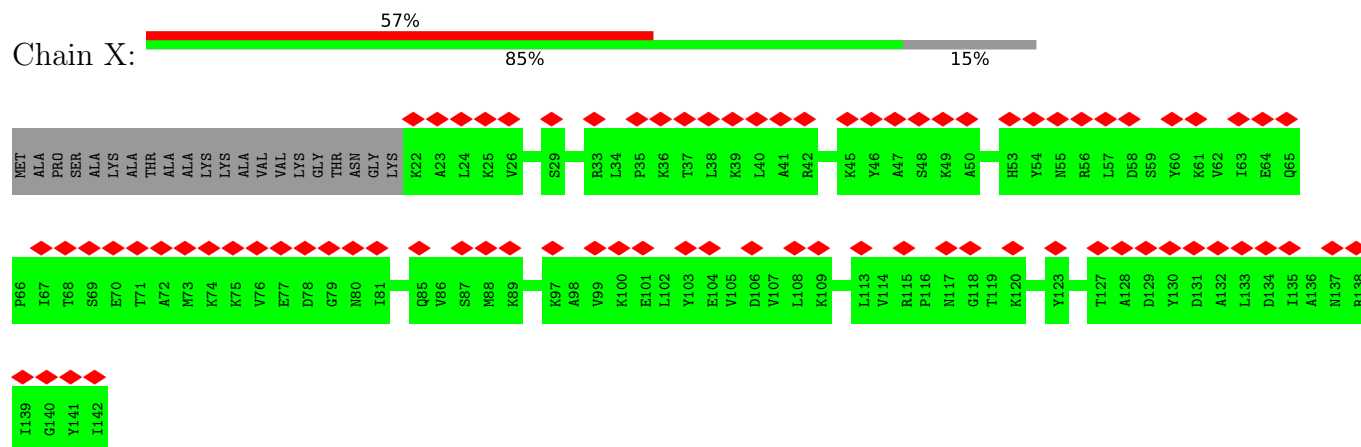 57%
Chain X:
85% 15%
MET ALA PRO SER ALA LYS ALA THR ALA ALA LYS LYS ALA VAL VAL LYS GLY THR ASN GLY LYS K22 A23 L24 K25 V26 S29 R33 L34 P35 K36 T37 L38 K39 L40 A41 R42 K45 Y46 A47 S48 K49 A50 H53 Y54 N55 R56 L57 D58 S59 Y60 K61 V62 I63 E64 Q65
P66 I67 T68 S69 E70 T71 A72 M73 K74 K75 V76 E77 D78 G79 N80 I81 Q85 V86 S87 M88 K89 K97 A98 V99 K100 E101 L102 Y103 E104 V105 D106 V107 L108 K109 L113 V114 R115 P116 N117 G118 T119 K120 Y123 T127 A128 D129 Y130 D131 A132 L133 D134 I135 A136 N137 R138
I139 G140 Y141 I142